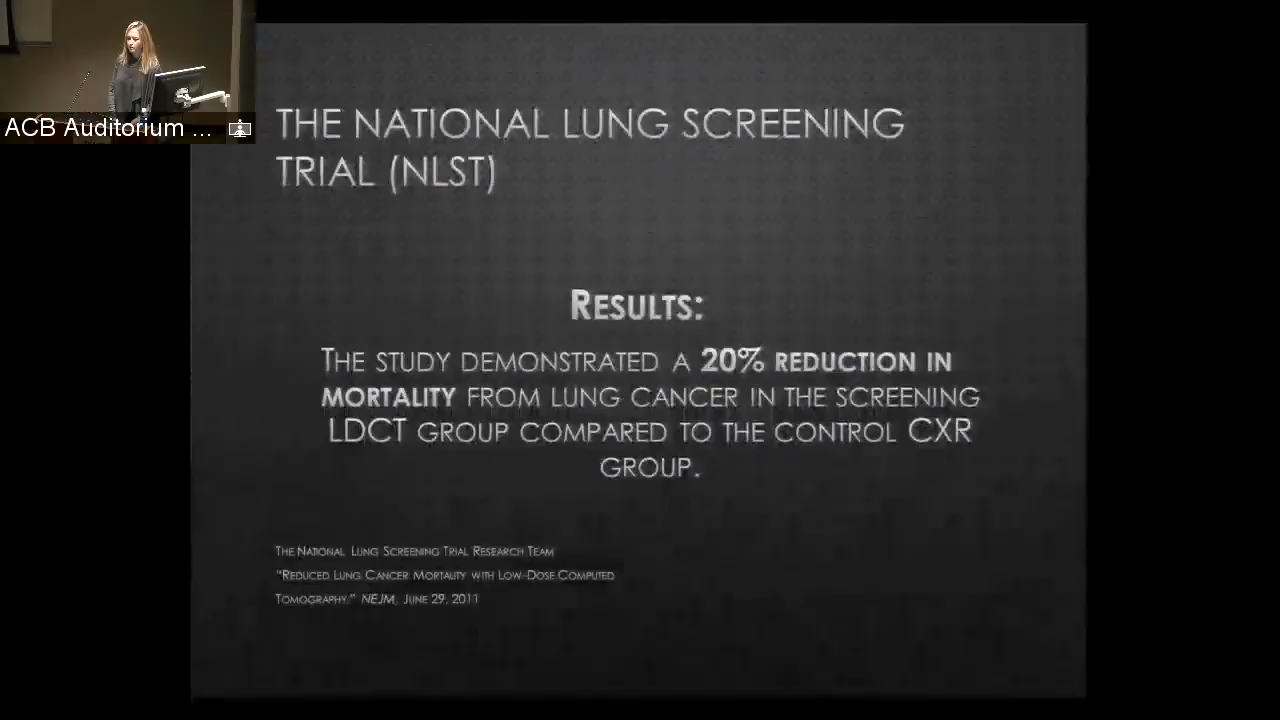 ACB Auditorium ...
THE NATIONAL LUNG SCREENING
TRIAL (NLST)
RESULTS:
THE STUDY DEMONSTRATED A 20% REDUCTION IN
MORTALITY FROM LUNG CANCER IN THE SCREENING
LDCT GROUP COMPARED TO THE CONTROL CXR
GROUP.
THE NATIONAL LUNG SCREENING TRIAL RESEARCH TEAM
"REDUCED LUNG CANCER MORTALITY WITH LOW-DOSE COMPUTED
TOMOGRAPHY." NEJM, JUNE 29, 2011